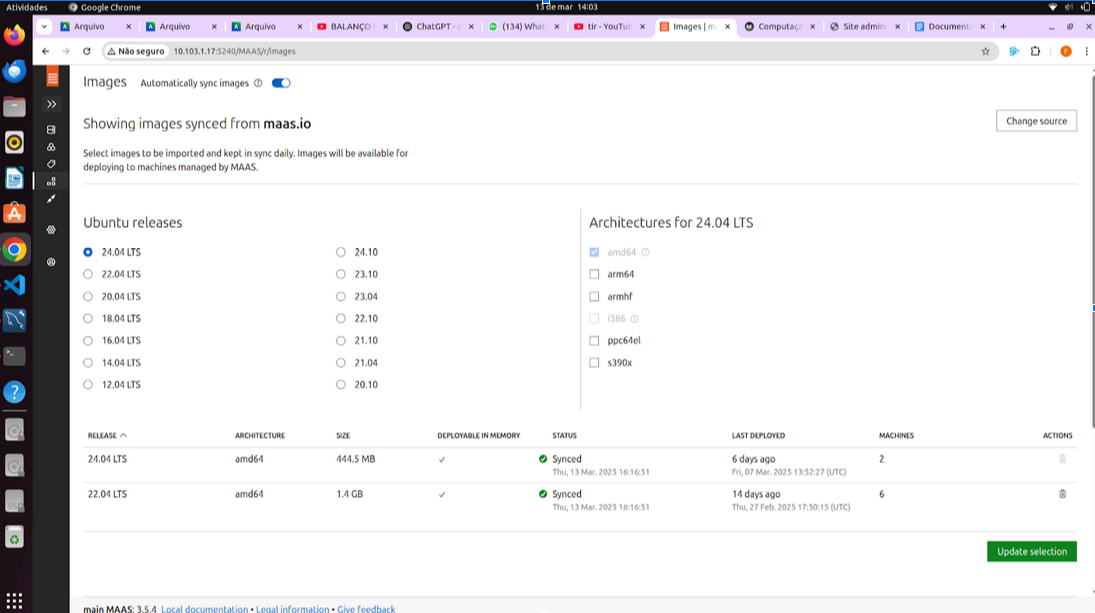 Atividades Google Chrome 13 de mar 14:03
Arquivo Arquivo Arquivo BALANÇO ChatGPT - (134) What tir - YouTu Images | m Computaç Site admin Document
Não seguro 10.103.1.17:5240/MAAS/r/images
Images Automatically sync images
Showing images synced from maas.io Change source
Select images to be imported and kept in sync daily. Images will be available for
deploying to machines managed by MAAS.
Ubuntu releases Architectures for 24.04 LTS
24.04 LTS 24.10 amd64
22.04 LTS 23.10 arm64
20.04 LTS 23.04 armhf
18.04 LTS 22.10 i386
16.04 LTS 21.10 ppc64el
14.04 LTS 21.04 s390x
12.04 LTS 20.10
RELEASE ARCHITECTURE SIZE DEPLOYABLE IN MEMORY STATUS LAST DEPLOYED MACHINES ACTIONS
24.04 LTS amd64 444.5 MB Synced 6 days ago 2
Thu, 13 Mar. 2025 16:16:51 Fri, 07 Mar. 2025 13:52:27 (UTC)
22.04 LTS amd64 1.4 GB Synced 14 days ago 6
Thu, 13 Mar. 2025 16:16:51 Thu, 27 Feb. 2025 17:50:15 (UTC)
Update selection
main MAAS: 3.5.4 Local documentation • Legal information • Give feedback